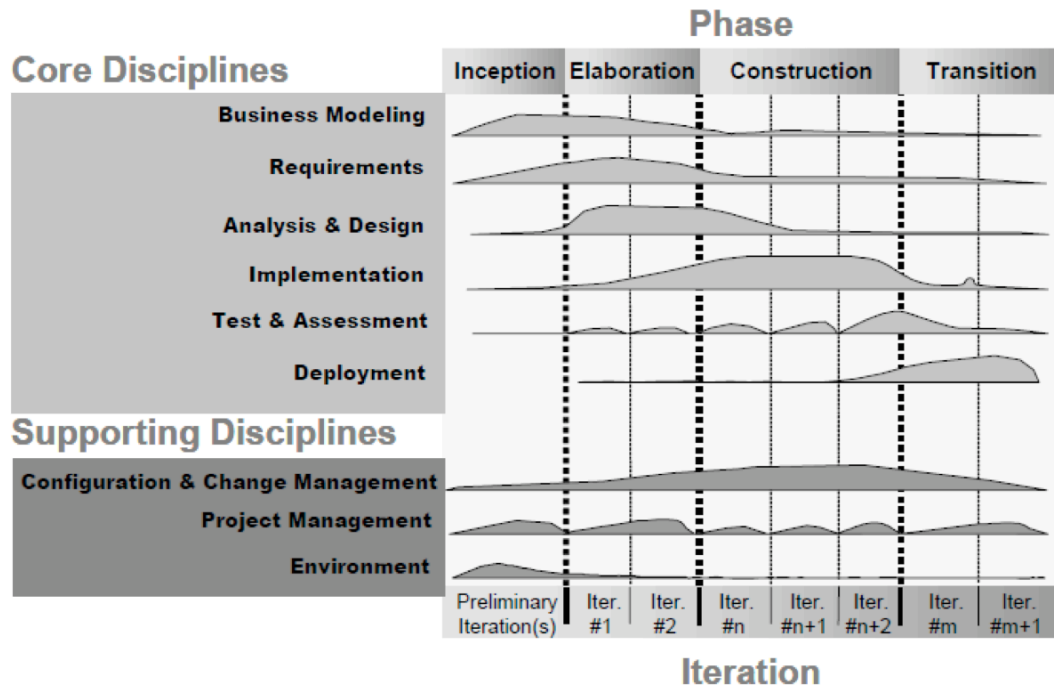 Phase
Core Disciplines
Inception Elaboration Construction Transition
Business Modeling
Requirements
Analysis & Design
Implementation
Test & Assessment
Deployment
Supporting Disciplines
Configuration & Change Management
Project Management
Environment
Preliminary Iter. Iter. Iter. Iter. Iter. Iter. Iter.
Iteration(s) #1 #2 #n #n+1 #n+2 #m #m+1
Iteration